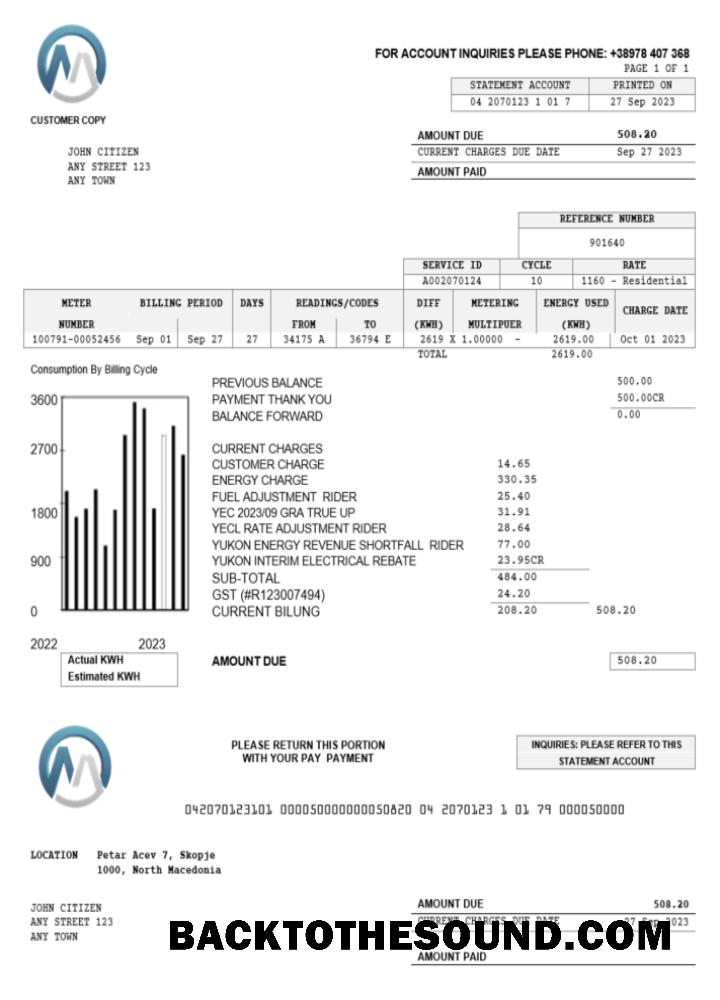 FOR ACCOUNT INQUIRIES PLEASE PHONE: +38978 407 368
PAGE 1 OF 1
STATEMENT ACCOUNT PRINTED ON
04 2070123 1 01 7 27 Sep 2023
CUSTOMER COPY
AMOUNT DUE 508.20
JOHN CITIZEN CURRENT CHARGES DUE DATE Sep 27 2023
ANY STREET 123
AMOUNT PAID
ANY TOWN
REFERENCE NUMBER
901640
SERVICE ID CYCLE RATE
A002070124 10 1160 - Residential
METER BILLING PERIOD DAYS READINGS/CODES DIFF METERING ENERGY USED CHARGE DATE
NUMBER FROM TO (KWH) MULTIPUER (KWH)
100791-00052456 Sep 01 Sep 27 27 34175 A 36794 E 2619 X 1.00000 - 2619.00 Oct 01 2023
TOTAL 2619.00
Consumption By Billing Cycle
PREVIOUS BALANCE 500.00
PAYMENT THANK YOU 500.00CR
BALANCE FORWARD 0.00
CURRENT CHARGES
CUSTOMER CHARGE 14.65
ENERGY CHARGE 330.35
FUEL ADJUSTMENT RIDER 25.40
YEC 2023/09 GRA TRUE UP 31.91
YECL RATE ADJUSTMENT RIDER 28.64
YUKON ENERGY REVENUE SHORTFALL RIDER 77.00
YUKON INTERIM ELECTRICAL REBATE 23.95CR
SUB-TOTAL 484.00
GST (#R123007494) 24.20
CURRENT BILUNG 208.20 508.20
3600
2700
1800
900
0
2022 2023
Actual KWH
Estimated KWH
AMOUNT DUE 508.20
PLEASE RETURN THIS PORTION
WITH YOUR PAY PAYMENT
INQUIRIES: PLEASE REFER TO THIS
STATEMENT ACCOUNT
042070123101 000050000000050820 04 2070123 1 01 79 000050000
LOCATION Petar Acev 7, Skopje
1000, North Macedonia
JOHN CITIZEN
ANY STREET 123
ANY TOWN
AMOUNT DUE 508.20
CURRENT CHARGES DUE DATE 27 Sep 2023
AMOUNT PAID
BACKTOTHESOUND.COM